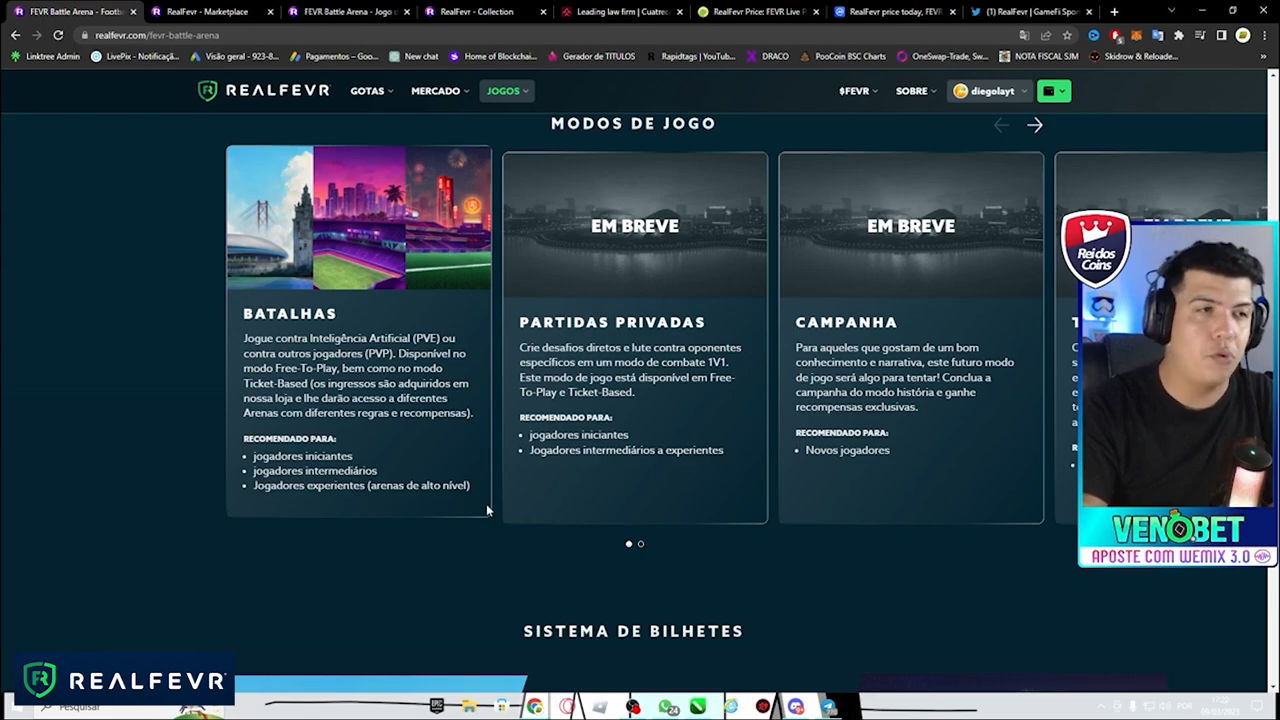 FEVR Battle Arena - Footb
RealFevr - Marketplace
FEVR Battle Arena - Jogo d
RealFevr - Collection
Leading law firm | Cuatrec
RealFevr Price: FEVR Live P
RealFevr price today, FEVR
(1) RealFevr | GameFi Spor
realfevr.com/fevr-battle-arena
Linktree Admin
LivePix - Notificaçã...
Visão geral - 923-8...
Pagamentos – Goo...
New chat
Home of Blockchai...
Gerador de TITULOS
Rapidtags | YouTub...
DRACO
PooCoin BSC Charts
OneSwap-Trade, Sw...
NOTA FISCAL SJM
Skidrow & Reloade...
REALFEVR
GOTAS
MERCADO
JOGOS
$FEVR
SOBRE
diegolayt
MODOS DE JOGO
BATALHAS
Jogue contra Inteligência Artificial (PVE) ou
contra outros jogadores (PVP). Disponível no
modo Free-To-Play, bem como no modo
Ticket-Based (os ingressos são adquiridos em
nossa loja e lhe darão acesso a diferentes
Arenas com diferentes regras e recompensas).
RECOMENDADO PARA:
• jogadores iniciantes
• jogadores intermediários
• Jogadores experientes (arenas de alto nível)
EM BREVE
PARTIDAS PRIVADAS
Crie desafios diretos e lute contra oponentes
específicos em um modo de combate 1V1.
Este modo de jogo está disponível em Free-
To-Play e Ticket-Based.
RECOMENDADO PARA:
• jogadores iniciantes
• Jogadores intermediários a experientes
EM BREVE
CAMPANHA
Para aqueles que gostam de um bom
conhecimento e narrativa, este futuro modo
de jogo será algo para tentar! Conclua a
campanha do modo história e ganhe
recompensas exclusivas.
RECOMENDADO PARA:
• Novos jogadores
Rei dos
Coins
VENOBET
APOSTE COM WEMIX 3.0
SISTEMA DE BILHETES
REALFEVR
Pesquisar
24
POR
17:22